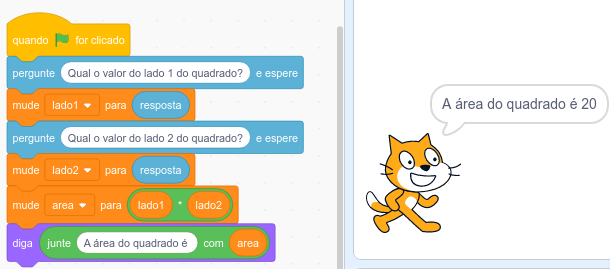 quando for clicado
pergunte Qual o valor do lado 1 do quadrado? e espere
mude lado1 para resposta
pergunte Qual o valor do lado 2 do quadrado? e espere
mude lado2 para resposta
mude area para lado1 * lado2
diga junte A área do quadrado é com area
A área do quadrado é 20